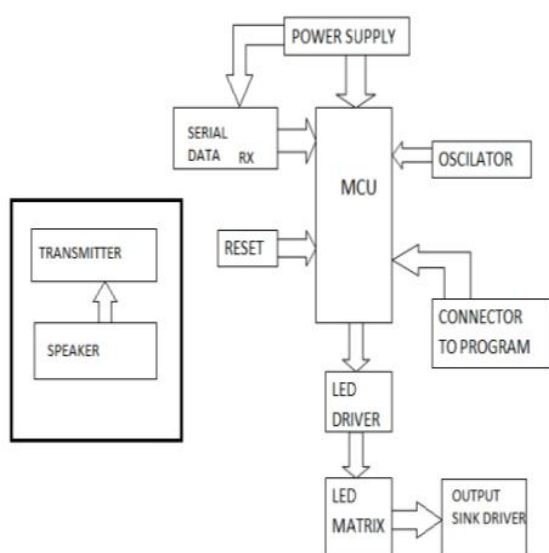 POWER SUPPLY
SERIAL
DATA RX
MCU
OSCILATOR
RESET
TRANSMITTER
SPEAKER
CONNECTOR
TO PROGRAM
LED
DRIVER
LED
MATRIX
OUTPUT
SINK DRIVER